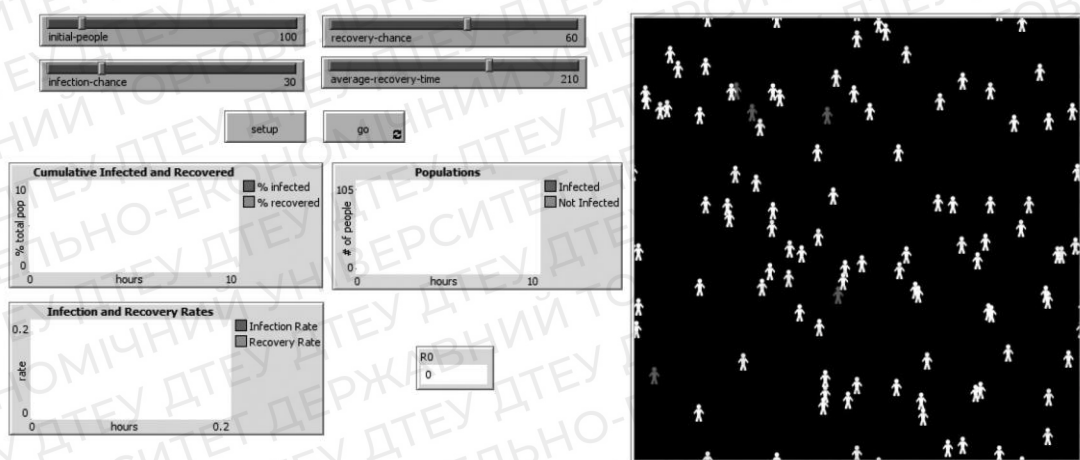 initial-people 100
recovery-chance 60
infection-chance 30
average-recovery-time 210
setup
go
Cumulative Infected and Recovered
10
% total pop
0
0 hours 10
% infected
% recovered
Populations
105
# of people
0
0 hours 10
Infected
Not Infected
Infection and Recovery Rates
0.2
rate
0
0 hours 0.2
Infection Rate
Recovery Rate
R0
0